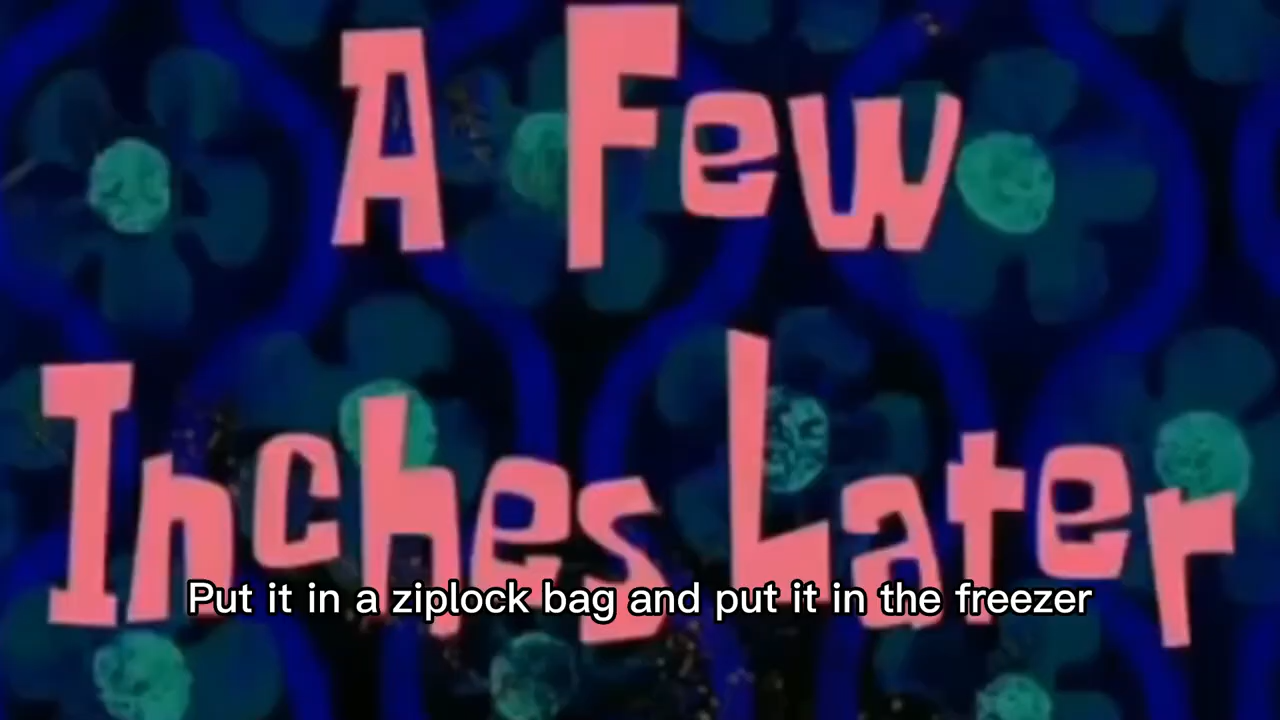 A Few
Inches Later
Put it in a ziplock bag and put it in the freezer